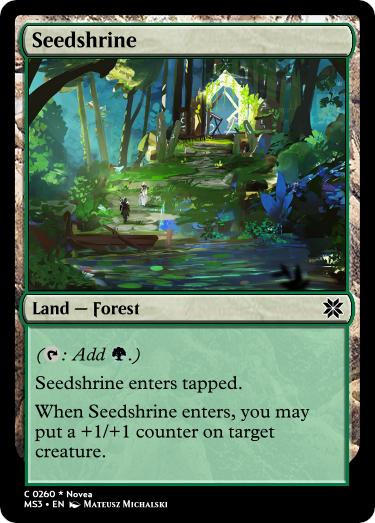 Seedshrine
Land — Forest
(: Add .)
Seedshrine enters tapped.
When Seedshrine enters, you may
put a +1/+1 counter on target
creature.
C 0260 * Novea
MS3 • EN Mateusz Michalski